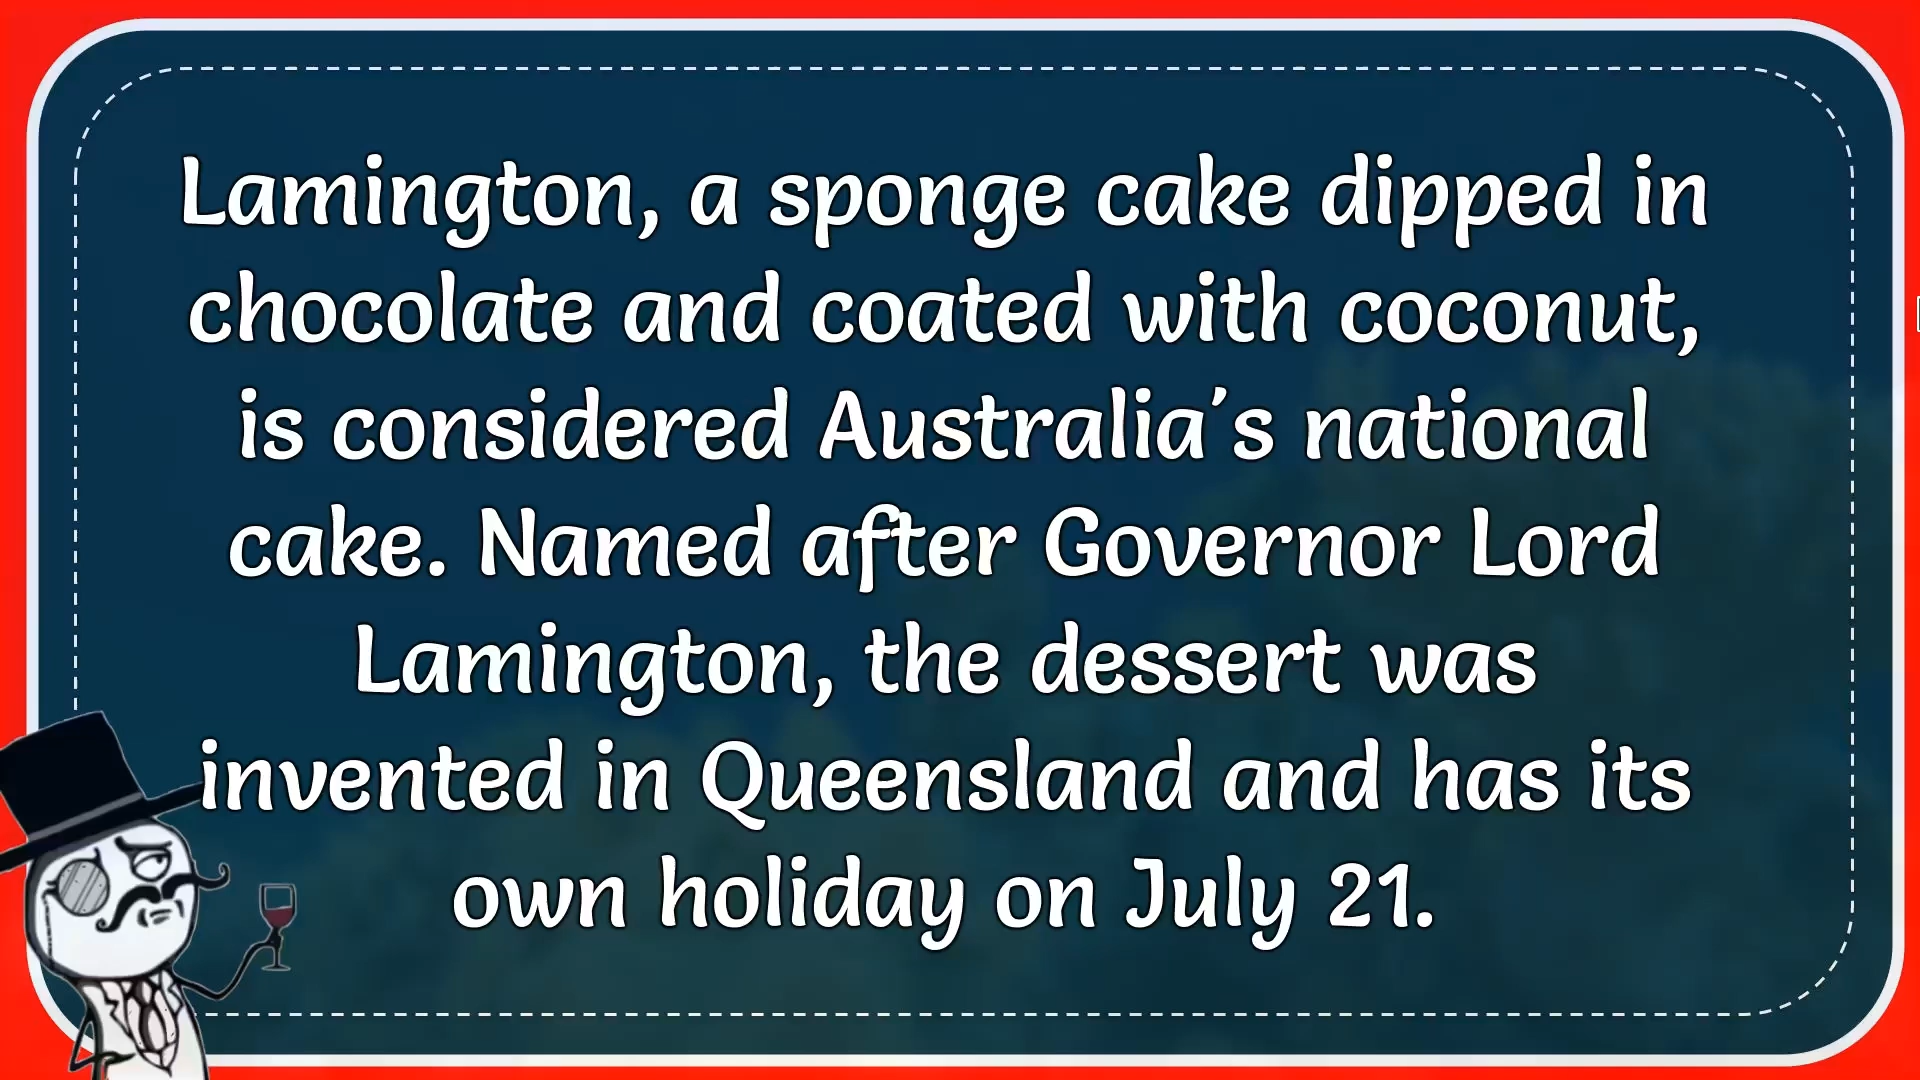 Lamington, a sponge cake dipped in
chocolate and coated with coconut,
is considered Australia's national
cake. Named after Governor Lord
Lamington, the dessert was
invented in Queensland and has its
own holiday on July 21.